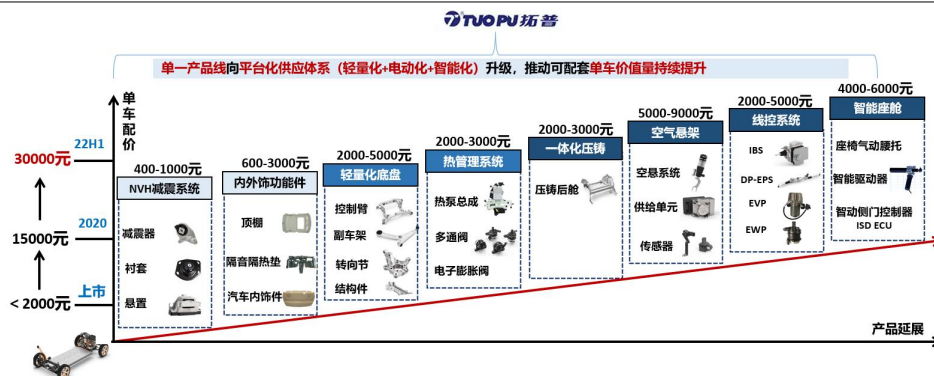 TUOPU 拓普
单一产品线向平台化供应体系（轻量化+电动化+智能化）升级，推动可配套单车价值量持续提升
单车配价
22H1
30000元
2020
15000元
上市
< 2000元
400-1000元
NVH减震系统
减震器
衬套
悬置
600-3000元
内外饰功能件
顶棚
隔音隔热垫
汽车内饰件
2000-5000元
轻量化底盘
控制臂
副车架
转向节
结构件
2000-3000元
热管理系统
热泵总成
多通阀
电子膨胀阀
2000-3000元
一体化压铸
压铸后舱
5000-9000元
空气悬架
空悬系统
供给单元
传感器
2000-5000元
线控系统
IBS
DP-EPS
EVP
EWP
4000-6000元
智能座舱
座椅气动腰托
智能驱动器
智动侧门控制器
ISD ECU
产品延展